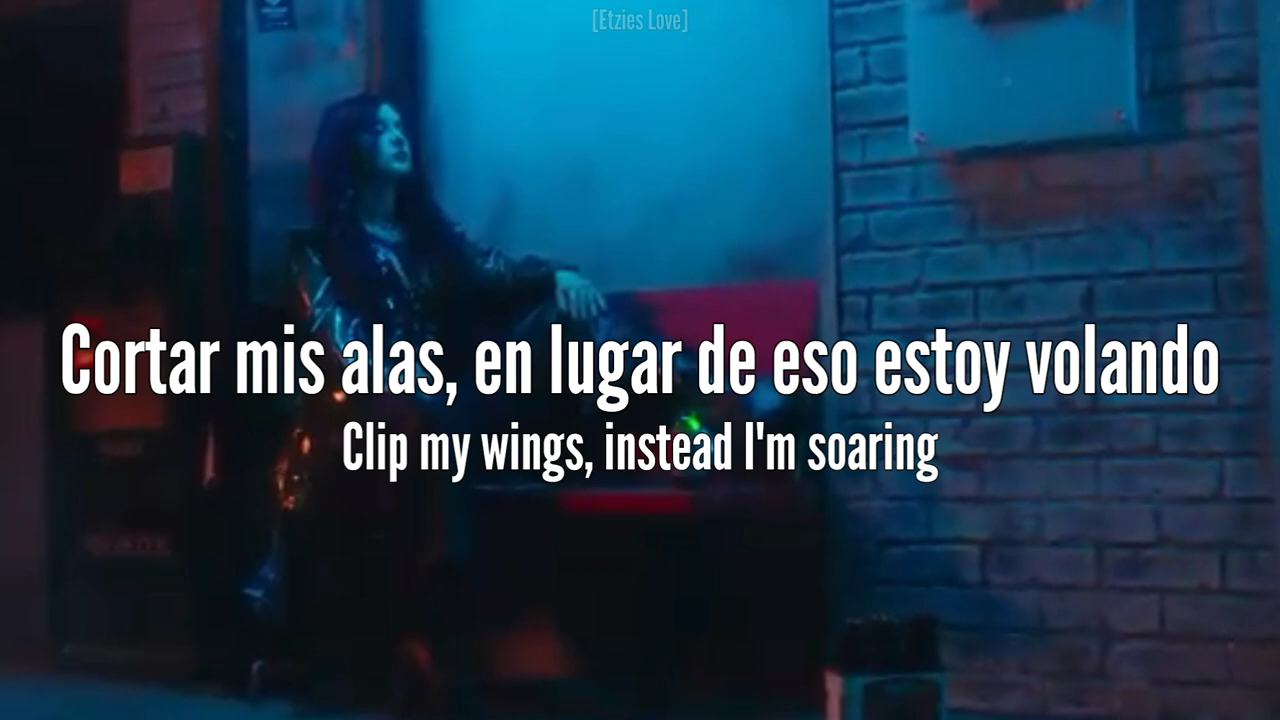 [Etzies Love]
Cortar mis alas, en lugar de eso estoy volando
Clip my wings, instead I'm soaring